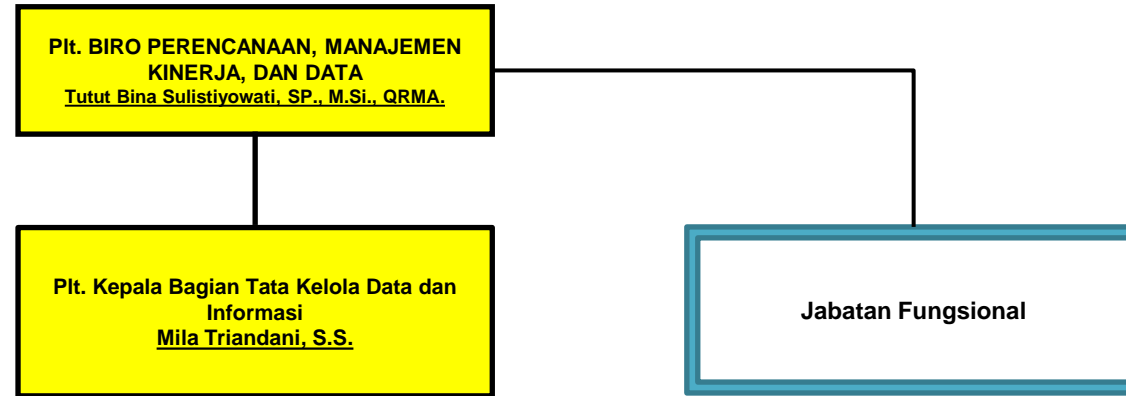 Plt. BIRO PERENCANAAN, MANAJEMEN
KINERJA, DAN DATA
Tutut Bina Sulistiyowati, SP., M.Si., QRMA.
Plt. Kepala Bagian Tata Kelola Data dan
Informasi
Mila Triandani, S.S.
Jabatan Fungsional